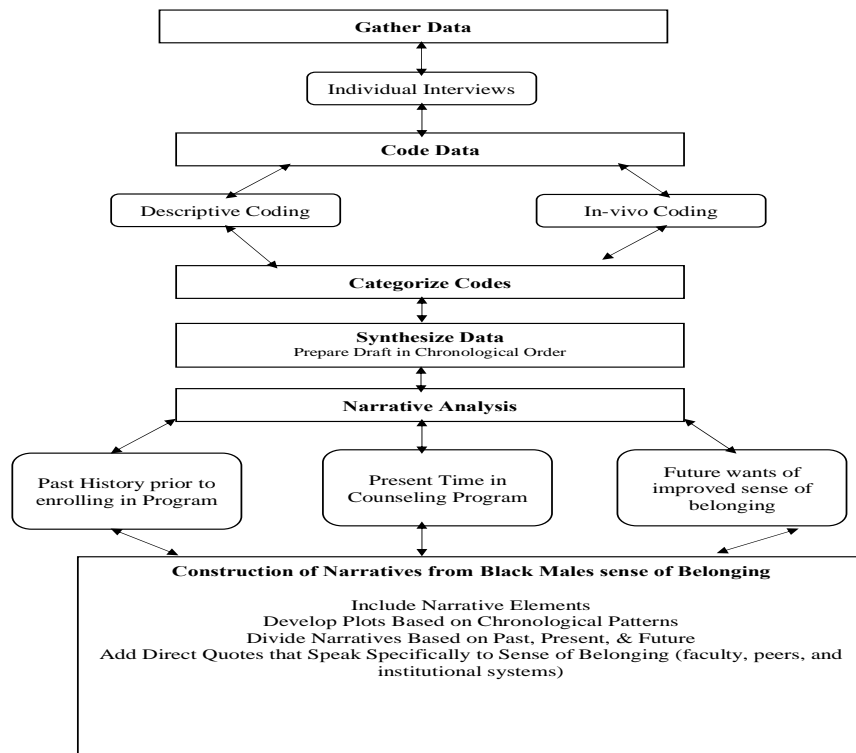 Gather Data
Individual Interviews
Code Data
Descriptive Coding
In-vivo Coding
Categorize Codes
Synthesize Data
Prepare Draft in Chronological Order
Narrative Analysis
Past History prior to
enrolling in Program
Present Time in
Counseling Program
Future wants of
improved sense of
belonging
Construction of Narratives from Black Males sense of Belonging
Include Narrative Elements
Develop Plots Based on Chronological Patterns
Divide Narratives Based on Past, Present, & Future
Add Direct Quotes that Speak Specifically to Sense of Belonging (faculty, peers, and
institutional systems)